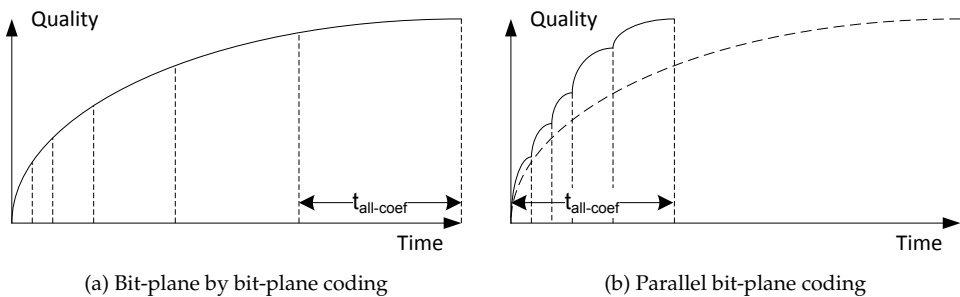 Quality
t_all-coef
Time
(a) Bit-plane by bit-plane coding
Quality
t_all-coef
Time
(b) Parallel bit-plane coding